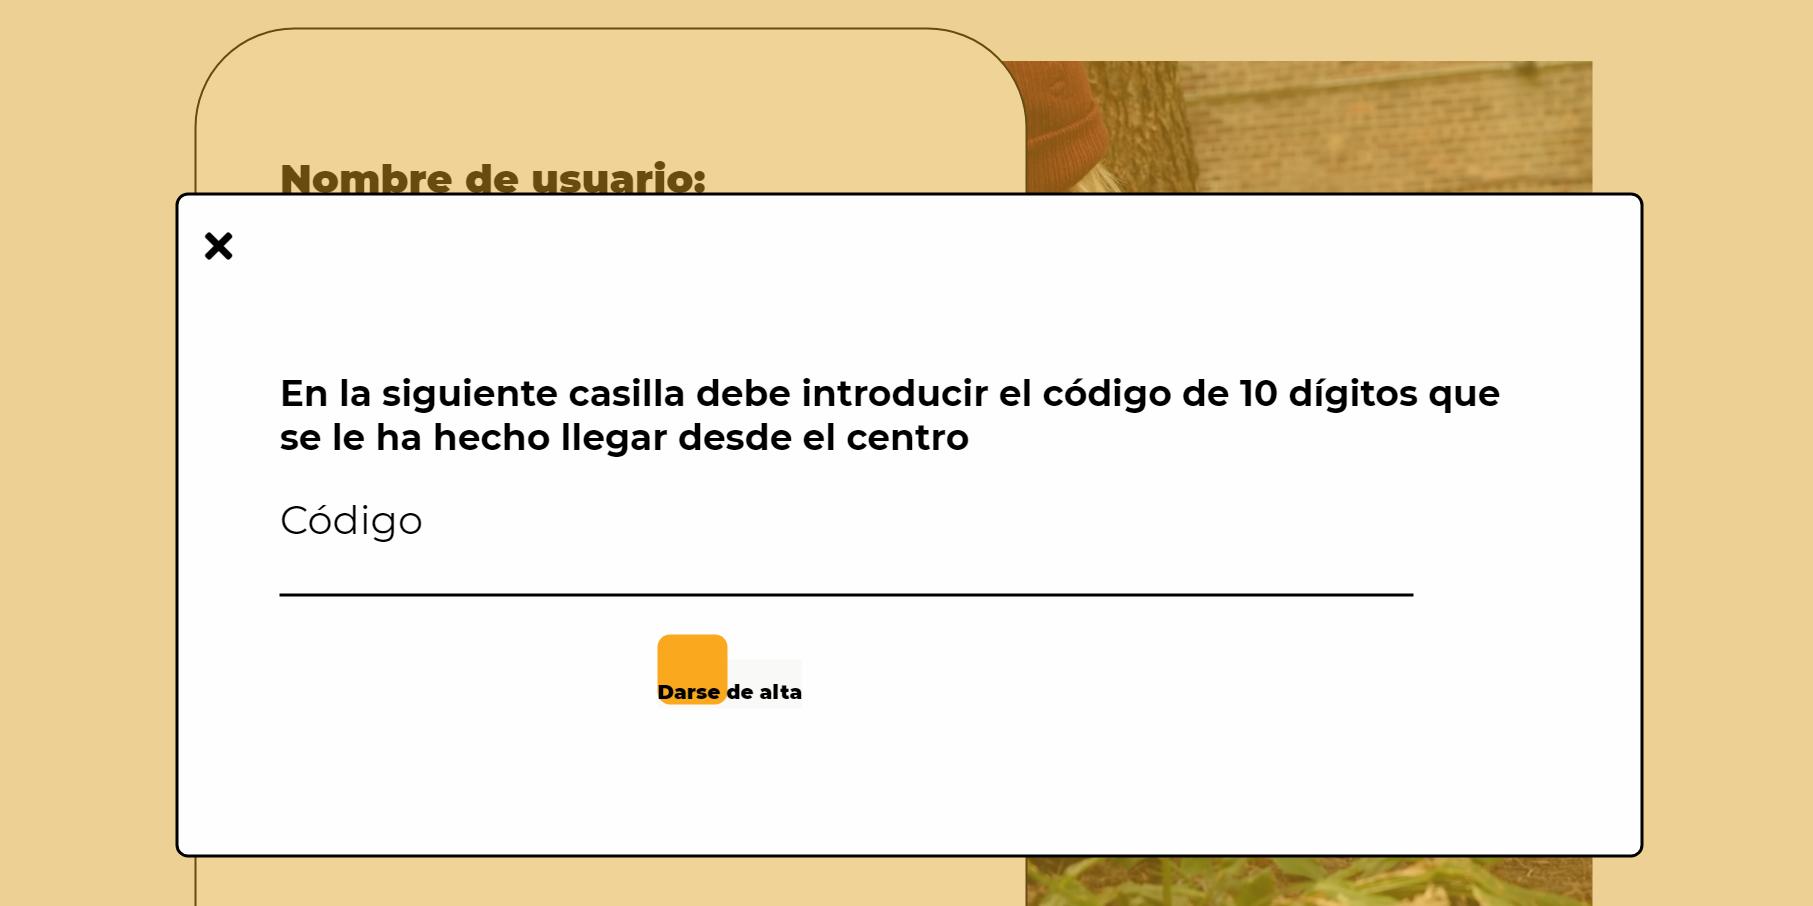 Nombre de usuario:
En la siguiente casilla debe introducir el código de 10 dígitos que
se le ha hecho llegar desde el centro
Código
Darse de alta